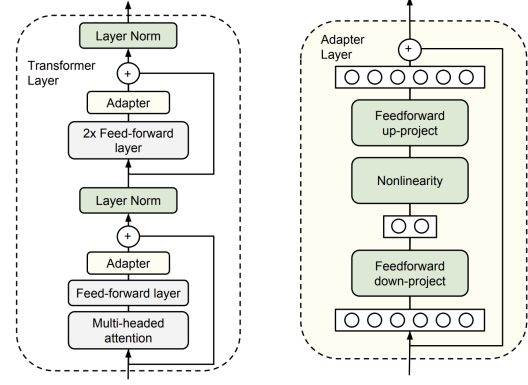 Layer Norm
Transformer
Layer
+
Adapter
2x Feed-forward
layer
Layer Norm
+
Adapter
Feed-forward layer
Multi-headed
attention
Adapter
Layer
+
Feedforward
up-project
Nonlinearity
Feedforward
down-project